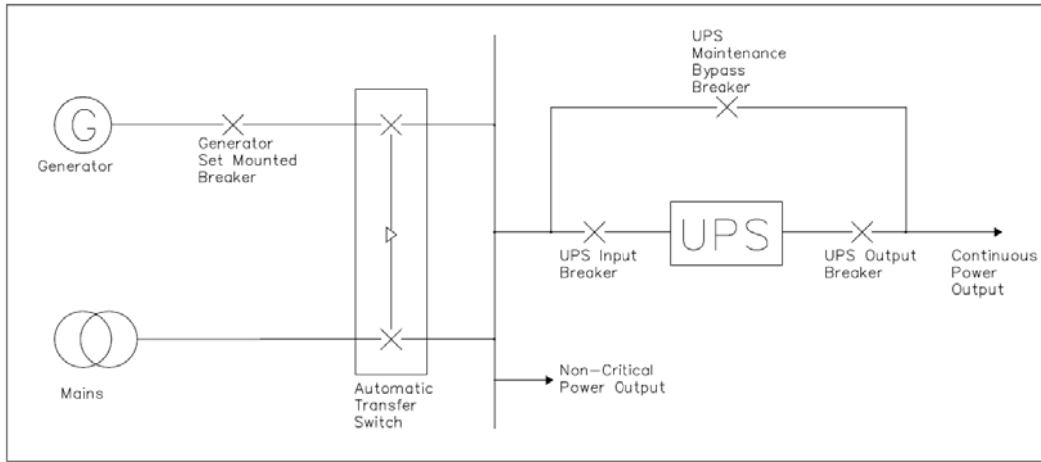 UPS
Maintenance
Bypass
Breaker
G
Generator
Generator
Set Mounted
Breaker
UPS
UPS Input
Breaker
UPS Output
Breaker
Continuous
Power
Output
Mains
Automatic
Transfer
Switch
Non-Critical
Power Output